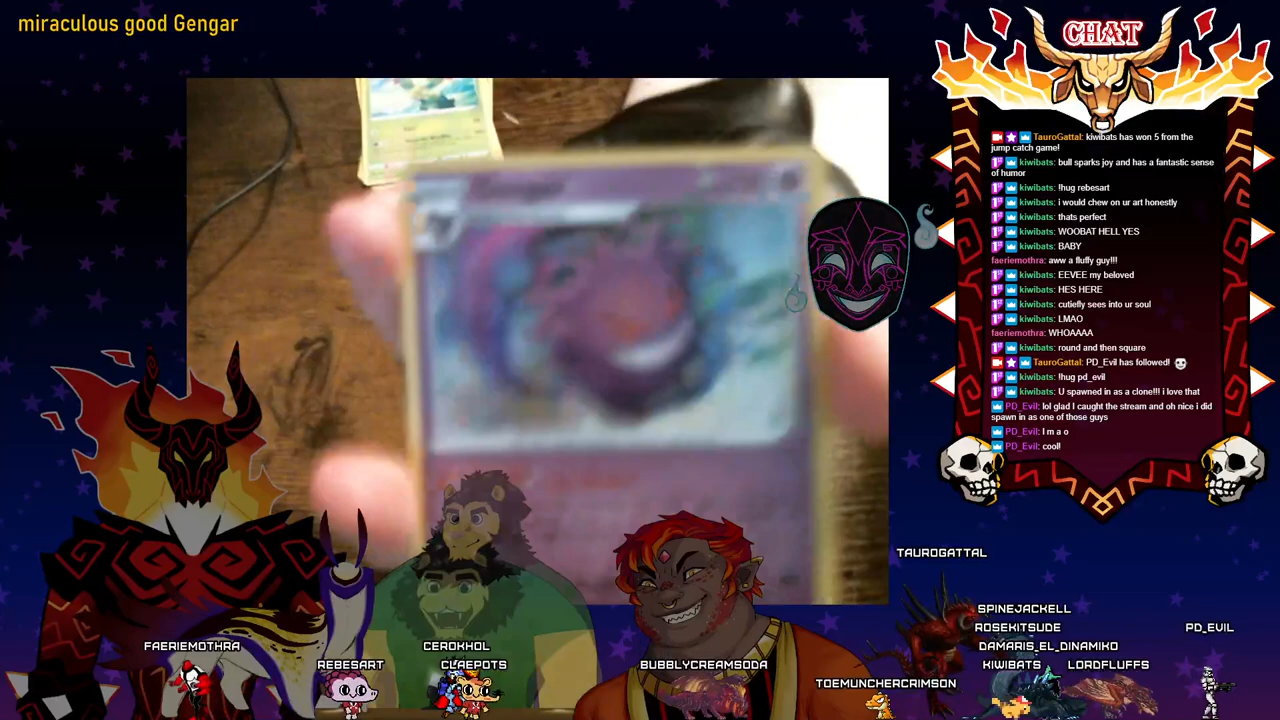 miraculous good Gengar
CHAT
TauroGattal: kiwibats has won 5 from the
jump catch game!
kiwibats: bull sparks joy and has a fantastic sense
of humor
kiwibats: !hug rebesart
kiwibats: i would chew on ur art honestly
kiwibats: thats perfect
kiwibats: WOOBAT HELL YES
kiwibats: BABY
faeriemothra: aww a fluffy guy!!!
kiwibats: EEVEE my beloved
kiwibats: HES HERE
kiwibats: cutiefly sees into ur soul
kiwibats: LMAO
faeriemothra: WHOAAAA
kiwibats: round and then square
TauroGattal: PD_Evil has followed!
kiwibats: !hug pd_evil
kiwibats: U spawned in as a clone!!! i love that
PD_Evil: lol glad I caught the stream and oh nice i did
spawn in as one of those guys
PD_Evil: l m a o
PD_Evil: cool!
TAUROGATTAL
SPINEJACKELL
ROSEKITSUDE
PD_EVIL
DAMARIS_EL_DINAMIKO
FAERIEMOTHRA
CEROKHOL
REBESART
CLAEPOTS
BUBBLYCREAMSODA
KIWIBATS
LORDFLUFFS
TOEMUNCHERCRIMSON